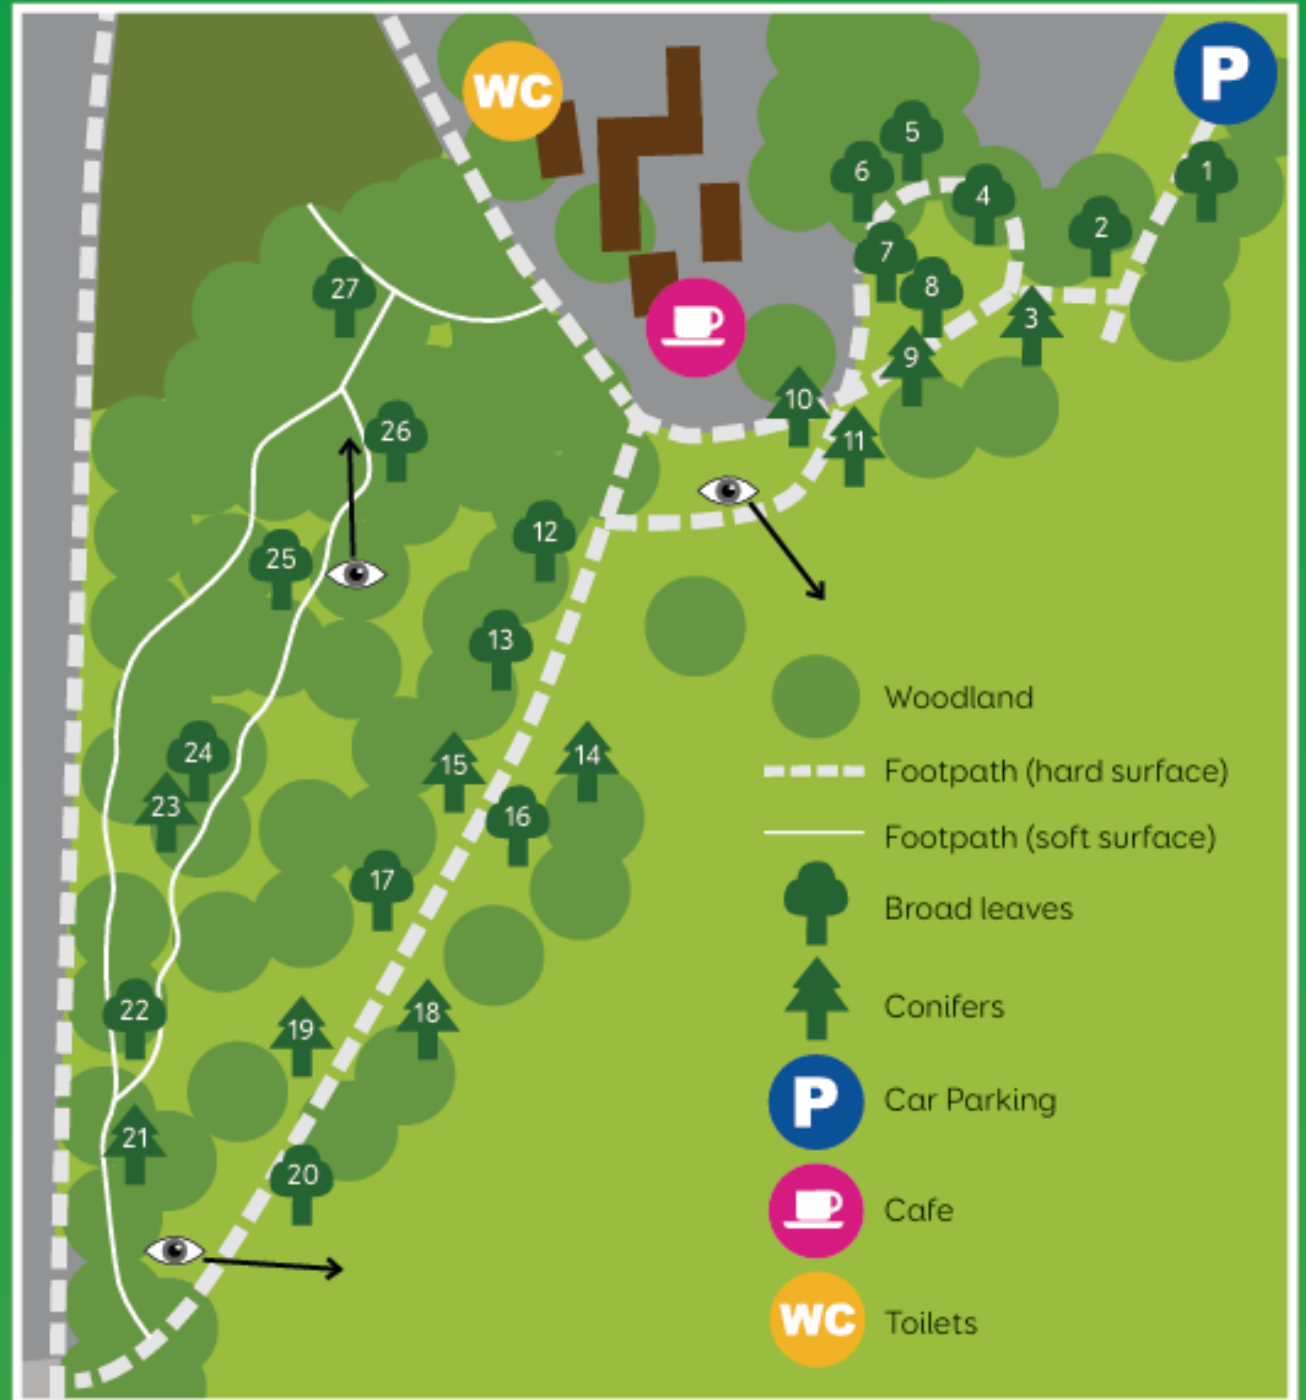 P
WC
5
6
1
4
2
7
8
27
3
9
10
26
11
12
25
13
Woodland
24
15
14
Footpath (hard surface)
23
16
Footpath (soft surface)
17
Broad leaves
22
19
18
Conifers
P
Car Parking
21
20
Cafe
WC
Toilets